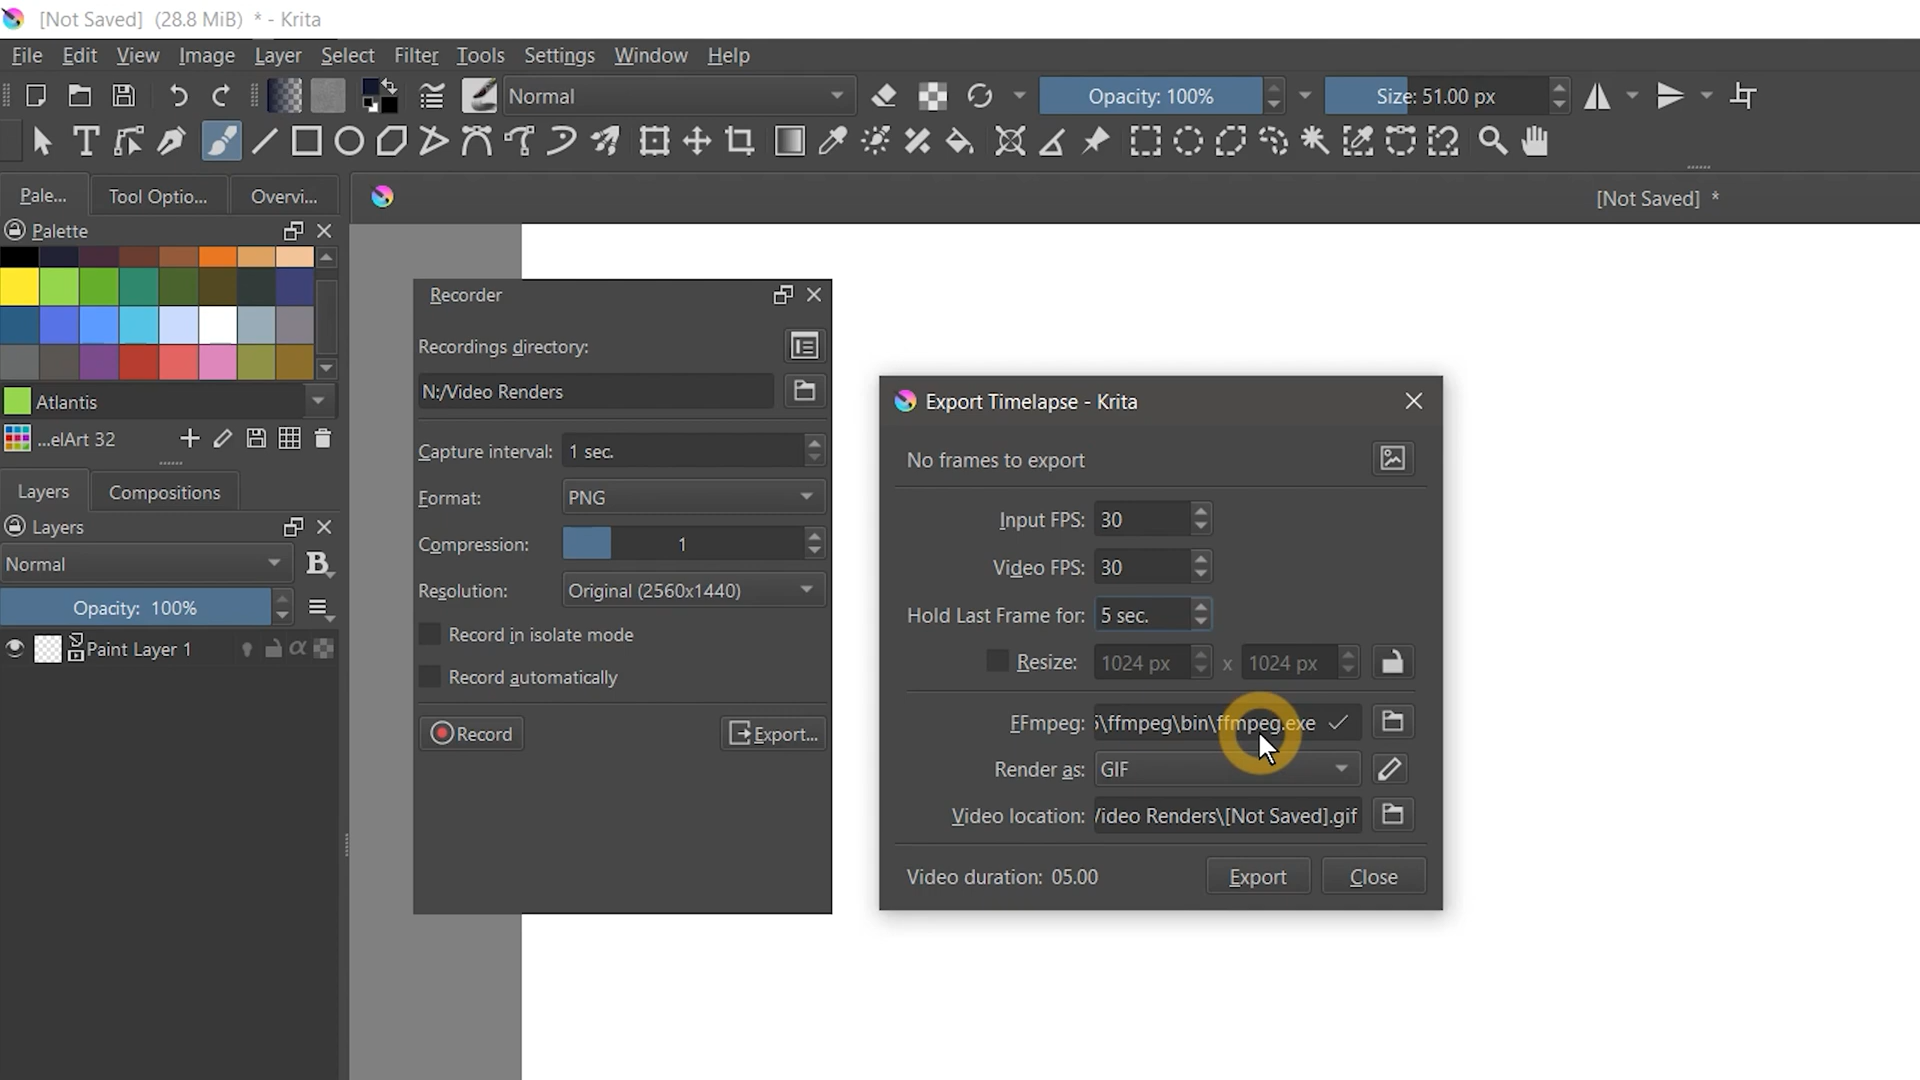 [Not Saved] (28.8 MiB) * - Krita
File Edit View Image Layer Select Filter Tools Settings Window Help
Normal Opacity: 100% Size: 51.00 px
T
Pale... Tool Optio... Overvi...
[Not Saved] *
Palette
Atlantis
...elArt 32
Layers Compositions
Layers
Normal B
Opacity: 100%
Paint Layer 1 α
Recorder
Recordings directory:
N:/Video Renders
Capture interval: 1 sec.
Format: PNG
Compression: 1
Resolution: Original (2560x1440)
Record in isolate mode
Record automatically
Record Export...
Export Timelapse - Krita
No frames to export
Input FPS: 30
Video FPS: 30
Hold Last Frame for: 5 sec.
Resize: 1024 px x 1024 px
FFmpeg: \ffmpeg\bin\ffmpeg.exe
Render as: GIF
Video location: Renders\[Not Saved].gif
Video duration: 05.00 Export Close